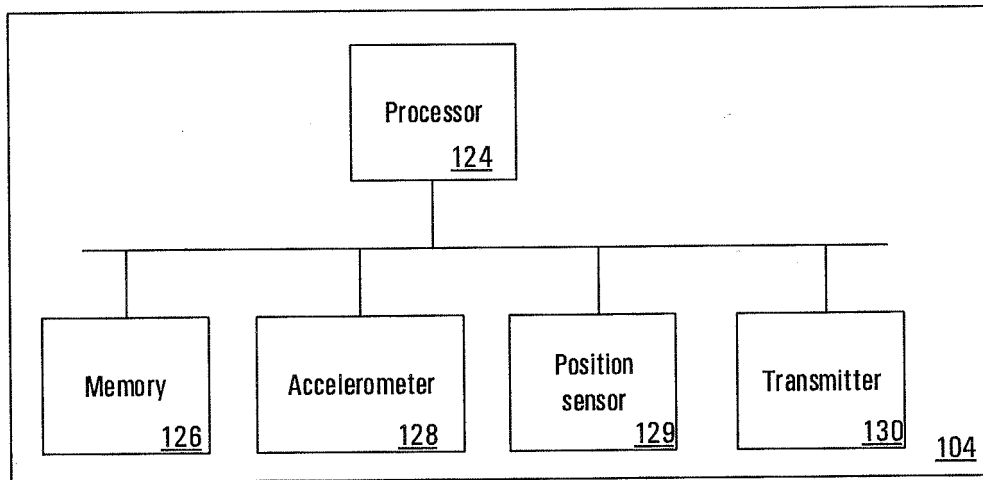 Processor
124
Memory
126
Accelerometer
128
Position
sensor
129
Transmitter
130
104